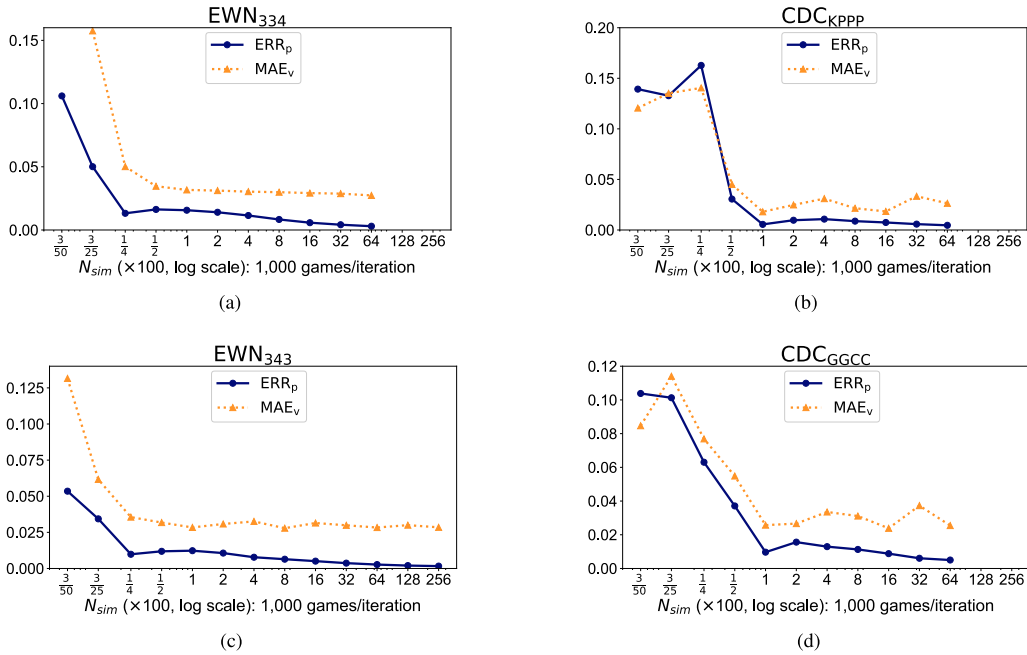 EWN334
ERRp
MAEv
0.15
0.10
0.05
0.00
3/50 3/25 1/4 1/2 1 2 4 8 16 32 64 128 256
Nsim (×100, log scale): 1,000 games/iteration
(a)
CDCKPPP
ERRp
MAEv
0.20
0.15
0.10
0.05
0.00
3/50 3/25 1/4 1/2 1 2 4 8 16 32 64 128 256
Nsim (×100, log scale): 1,000 games/iteration
(b)
EWN343
ERRp
MAEv
0.125
0.100
0.075
0.050
0.025
0.000
3/50 3/25 1/4 1/2 1 2 4 8 16 32 64 128 256
Nsim (×100, log scale): 1,000 games/iteration
(c)
CDCGGCC
ERRp
MAEv
0.12
0.10
0.08
0.06
0.04
0.02
0.00
3/50 3/25 1/4 1/2 1 2 4 8 16 32 64 128 256
Nsim (×100, log scale): 1,000 games/iteration
(d)